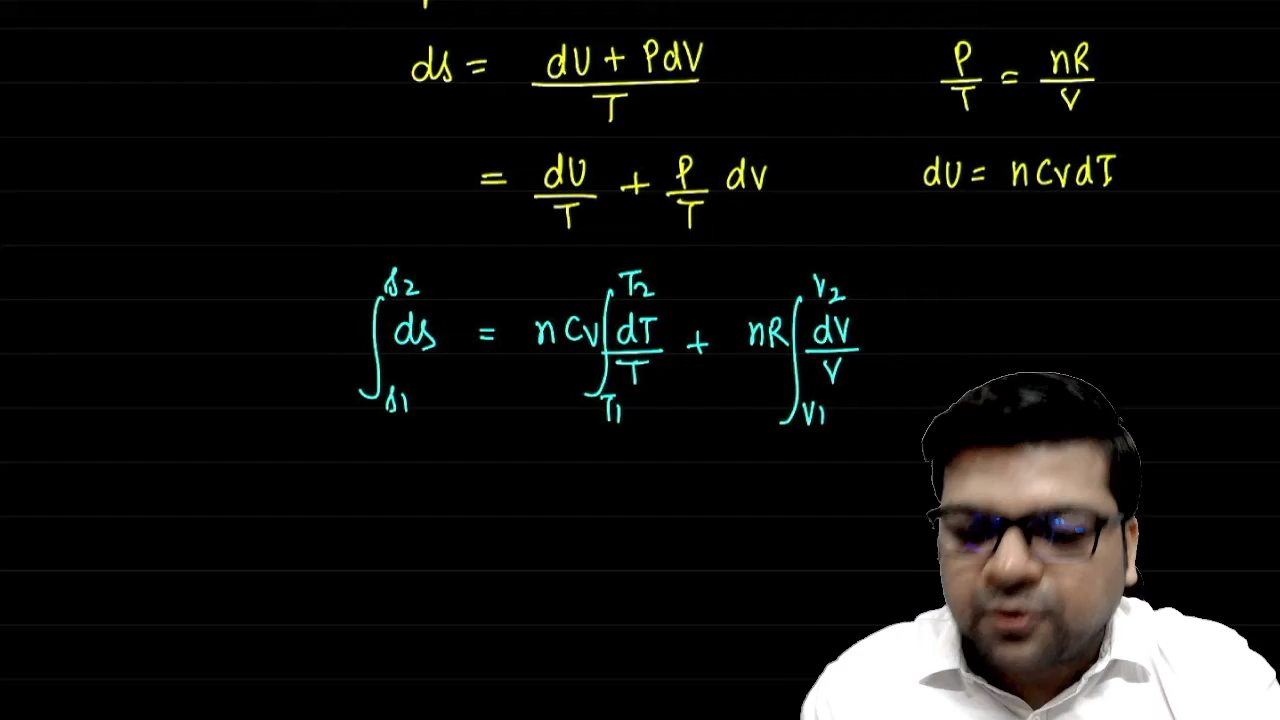 ds = dU + PdV / T
P / T = nR / V
= dU / T + P / T dV
dU = nCvdT
∫ s1 s2 ds = nCv ∫ T1 T2 dT / T + nR ∫ V1 V2 dV / V